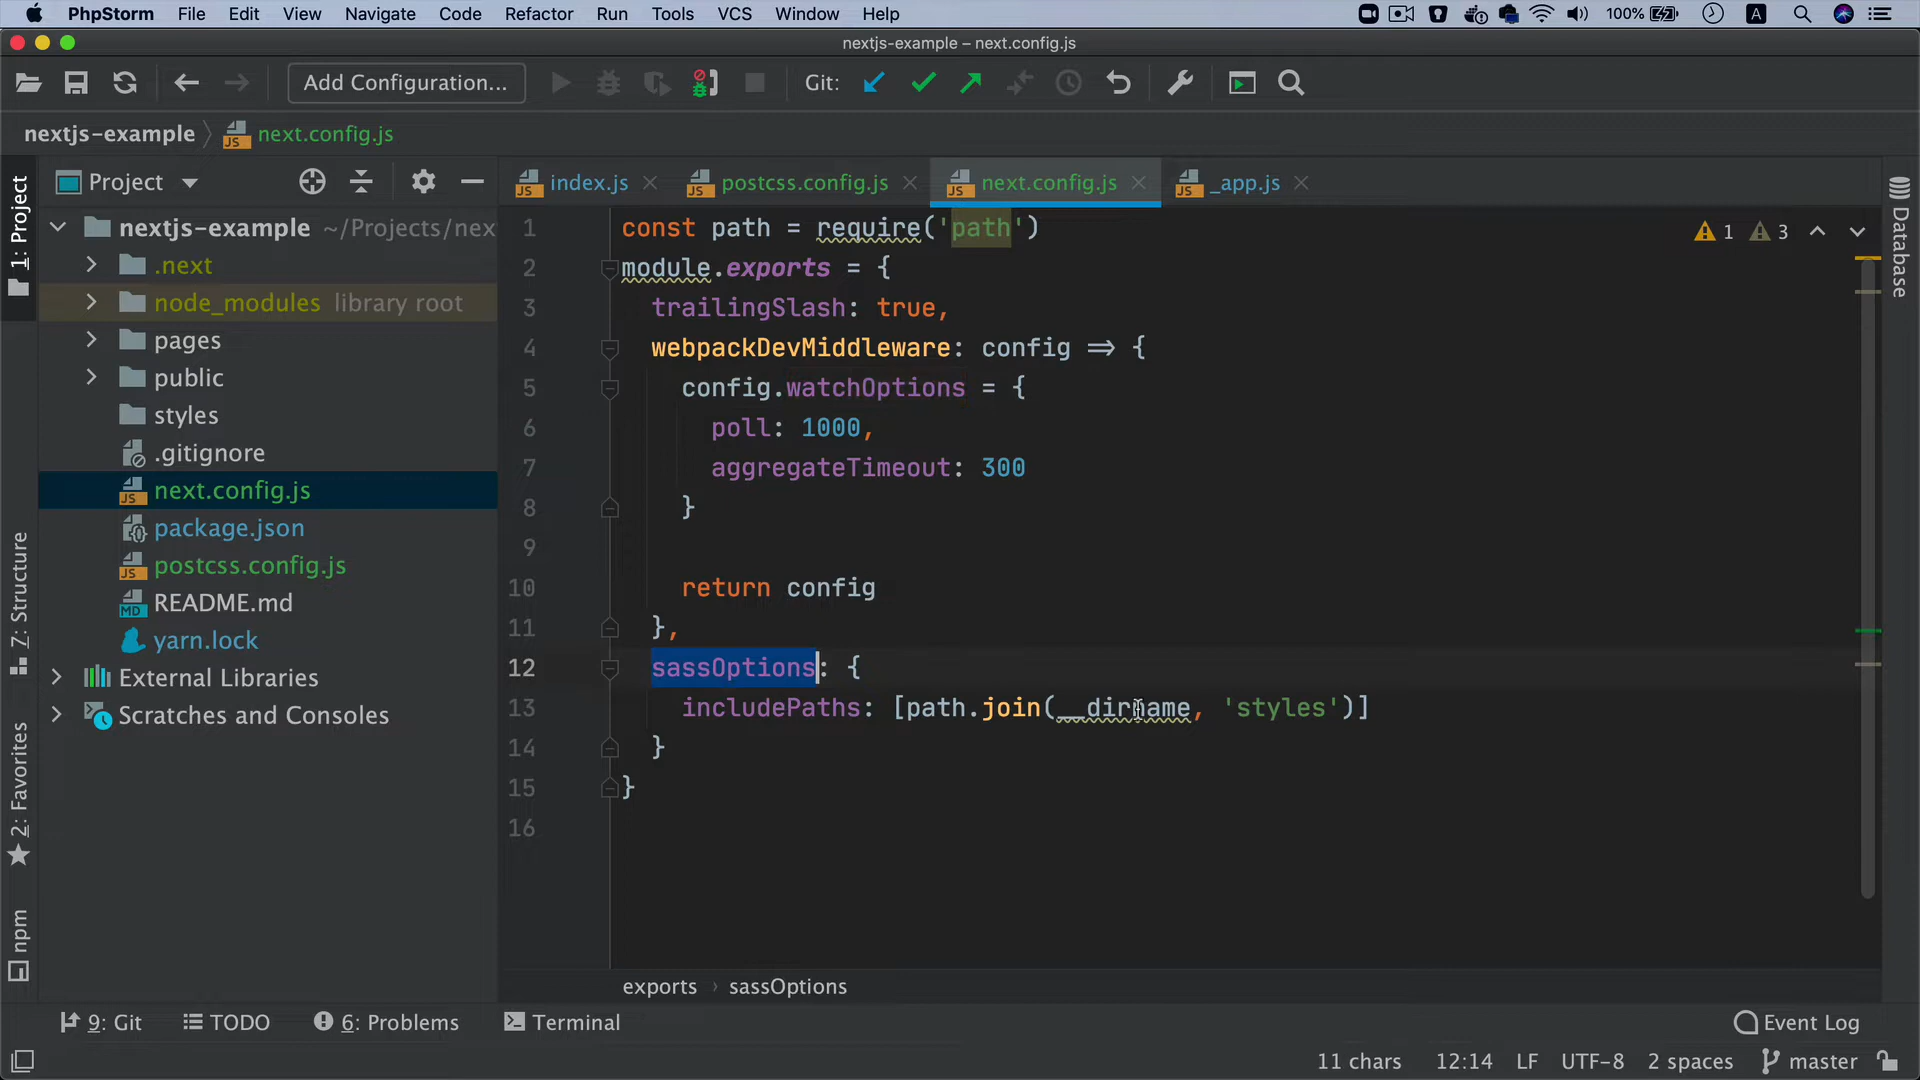 PhpStorm File Edit View Navigate Code Refactor Run Tools VCS Window Help 100% A
nextjs-example – next.config.js
Add Configuration... Git:
nextjs-example next.config.js
Project index.js postcss.config.js next.config.js _app.js
nextjs-example ~/Projects/nex
.next
node_modules library root
pages
public
styles
.gitignore
next.config.js
package.json
postcss.config.js
README.md
yarn.lock
External Libraries
Scratches and Consoles
1: Project
7: Structure
2: Favorites
npm
1 const path = require('path')
2 module.exports = {
3 trailingSlash: true,
4 webpackDevMiddleware: config => {
5 config.watchOptions = {
6 poll: 1000,
7 aggregateTimeout: 300
8 }
9
10 return config
11 },
12 sassOptions: {
13 includePaths: [path.join(__dirname, 'styles')]
14 }
15 }
16
1 3
Database
exports › sassOptions
9: Git TODO 6: Problems Terminal Event Log
11 chars 12:14 LF UTF-8 2 spaces master